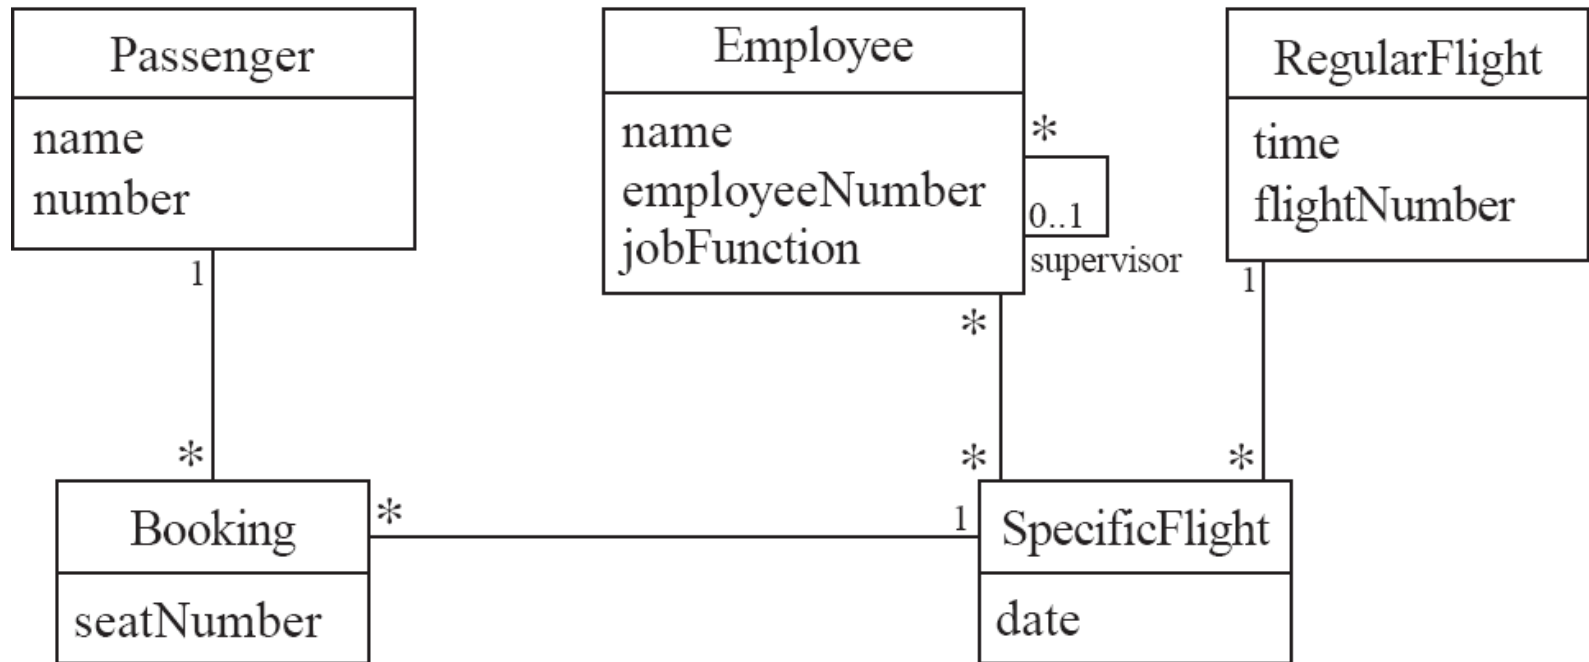 Passenger
name
number
1
*
Booking
seatNumber
*
1
Employee
name
employeeNumber
jobFunction
*
0..1
supervisor
*
*
RegularFlight
time
flightNumber
1
*
SpecificFlight
date